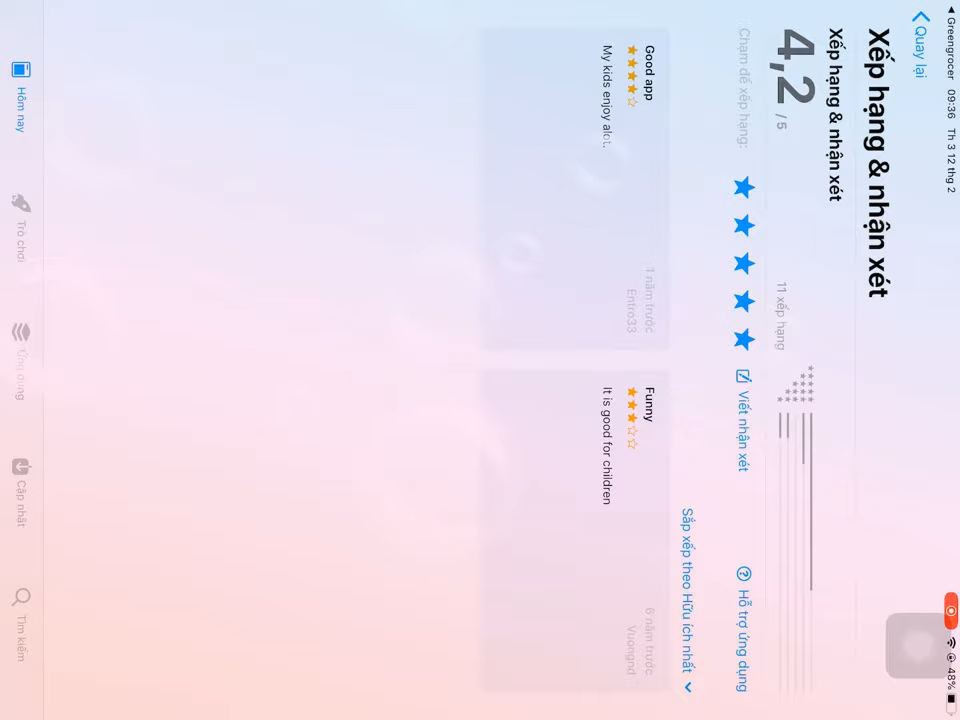 ◀ Greengrocer 09:36 Th 3 12 thg 2 48%
Quay lại
Xếp hạng & nhận xét
Xếp hạng & nhận xét
4,2 / 5
11 xếp hạng
Chạm để xếp hạng:
Viết nhận xét
Hỗ trợ ứng dụng
Sắp xếp theo Hữu ích nhất
Good app
1 năm trước
Entro33
My kids enjoy alot.
Funny
6 năm trước
Vuongnd
It is good for children
Hôm nay
Trò chơi
Ứng dụng
Cập nhật
Tìm kiếm